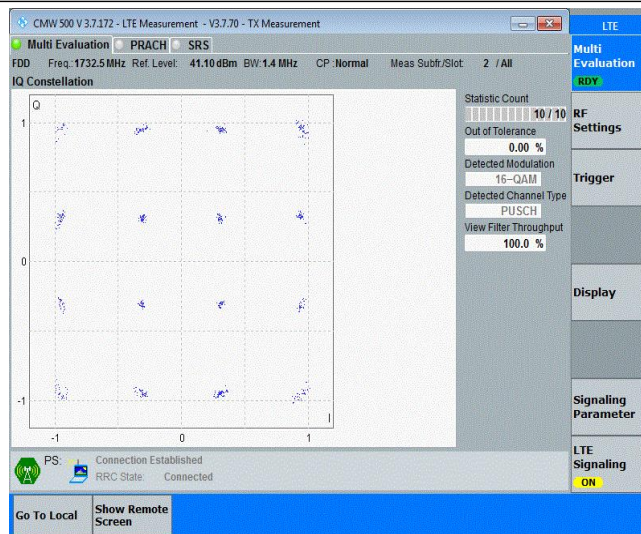 CMW 500 V 3.7.172 - LTE Measurement - V3.7.70 - TX Measurement
LTE
Multi Evaluation PRACH SRS
FDD Freq.: 1732.5 MHz Ref. Level: 41.10 dBm BW: 1.4 MHz CP : Normal Meas Subfr./Slot: 2 / All
IQ Constellation
Q
1
0
-1
I
-1 0 1
Statistic Count
10 / 10
Out of Tolerance
0.00 %
Detected Modulation
16-QAM
Detected Channel Type
PUSCH
View Filter Throughput
100.0 %
PS: Connection Established
RRC State: Connected
Multi
Evaluation
RDY
RF
Settings
Trigger
Display
Signaling
Parameter
LTE
Signaling
ON
Go To Local
Show Remote
Screen